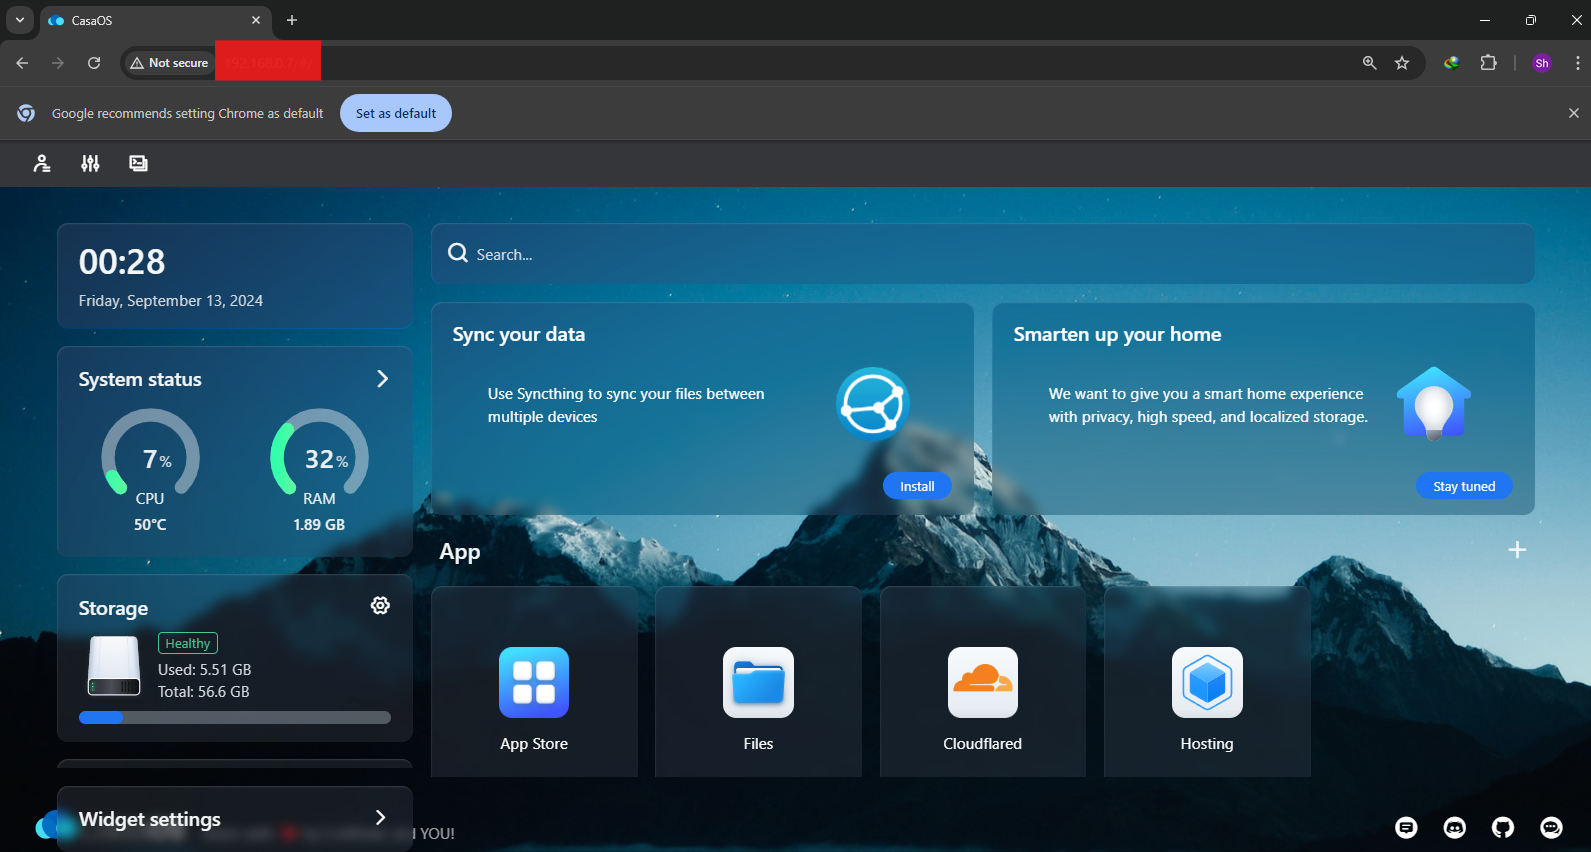 CasaOS
Not secure
Sh
Google recommends setting Chrome as default
Set as default
00:28
Friday, September 13, 2024
Search...
System status
7%
CPU
50°C
32%
RAM
1.89 GB
Sync your data
Use Syncthing to sync your files between
multiple devices
Install
Smarten up your home
We want to give you a smart home experience
with privacy, high speed, and localized storage.
Stay tuned
Storage
Healthy
Used: 5.51 GB
Total: 56.6 GB
App
App Store
Files
Cloudflared
Hosting
Widget settings
YOU!